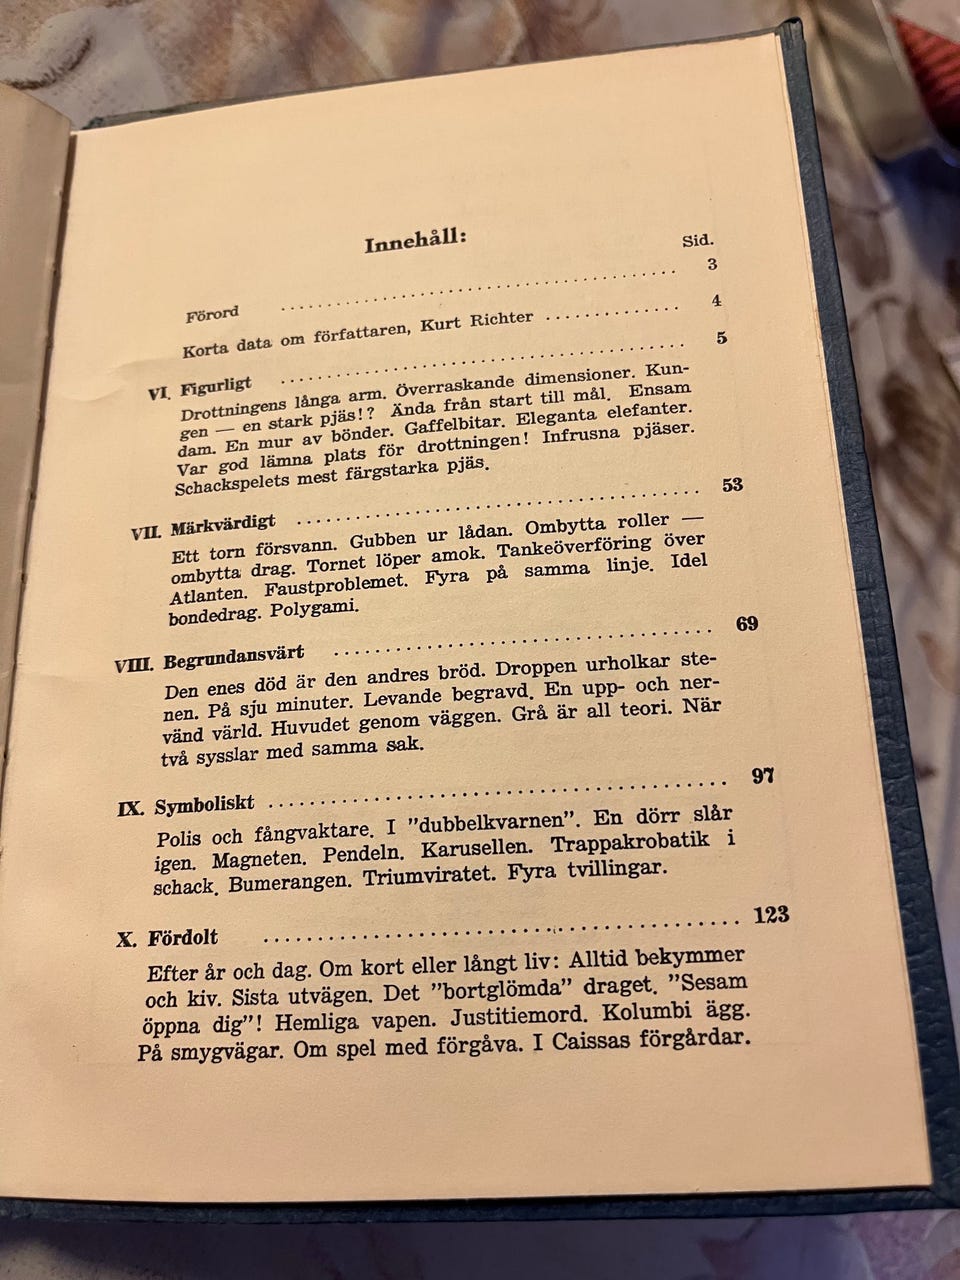 Innehåll:
Sid.
Förord .......... 3
Korta data om författaren, Kurt Richter .......... 4
VI. Figurligt .......... 5
Drottningens långa arm. Överraskande dimensioner. Kun-
gen — en stark pjäs!? Ända från start till mål. Ensam
dam. En mur av bönder. Gaffelbitar. Eleganta elefanter.
Var god lämna plats för drottningen! Infrusna pjäser.
Schackspelets mest färgstarka pjäs.
VII. Märkvärdigt .......... 53
Ett torn försvann. Gubben ur lådan. Ombytta roller —
ombytta drag. Tornet löper amok. Tankeöverföring över
Atlanten. Faustproblemet. Fyra på samma linje. Idel
bondedrag. Polygami.
VIII. Begrundansvärt .......... 69
Den enes död är den andres bröd. Droppen urholkar ste-
nen. På sju minuter. Levande begravd. En upp- och ner-
vänd värld. Huvudet genom väggen. Grå är all teori. När
två sysslar med samma sak.
IX. Symboliskt .......... 97
Polis och fångvaktare. I "dubbelkvarnen". En dörr slår
igen. Magneten. Pendeln. Karusellen. Trappakrobatik i
schack. Bumerangen. Triumviratet. Fyra tvillingar.
X. Fördolt .......... 123
Efter år och dag. Om kort eller långt liv: Alltid bekymmer
och kiv. Sista utvägen. Det "bortglömda" draget. "Sesam
öppna dig"! Hemliga vapen. Justitiemord. Kolumbi ägg.
På smygvägar. Om spel med förgåva. I Caissas förgårdar.